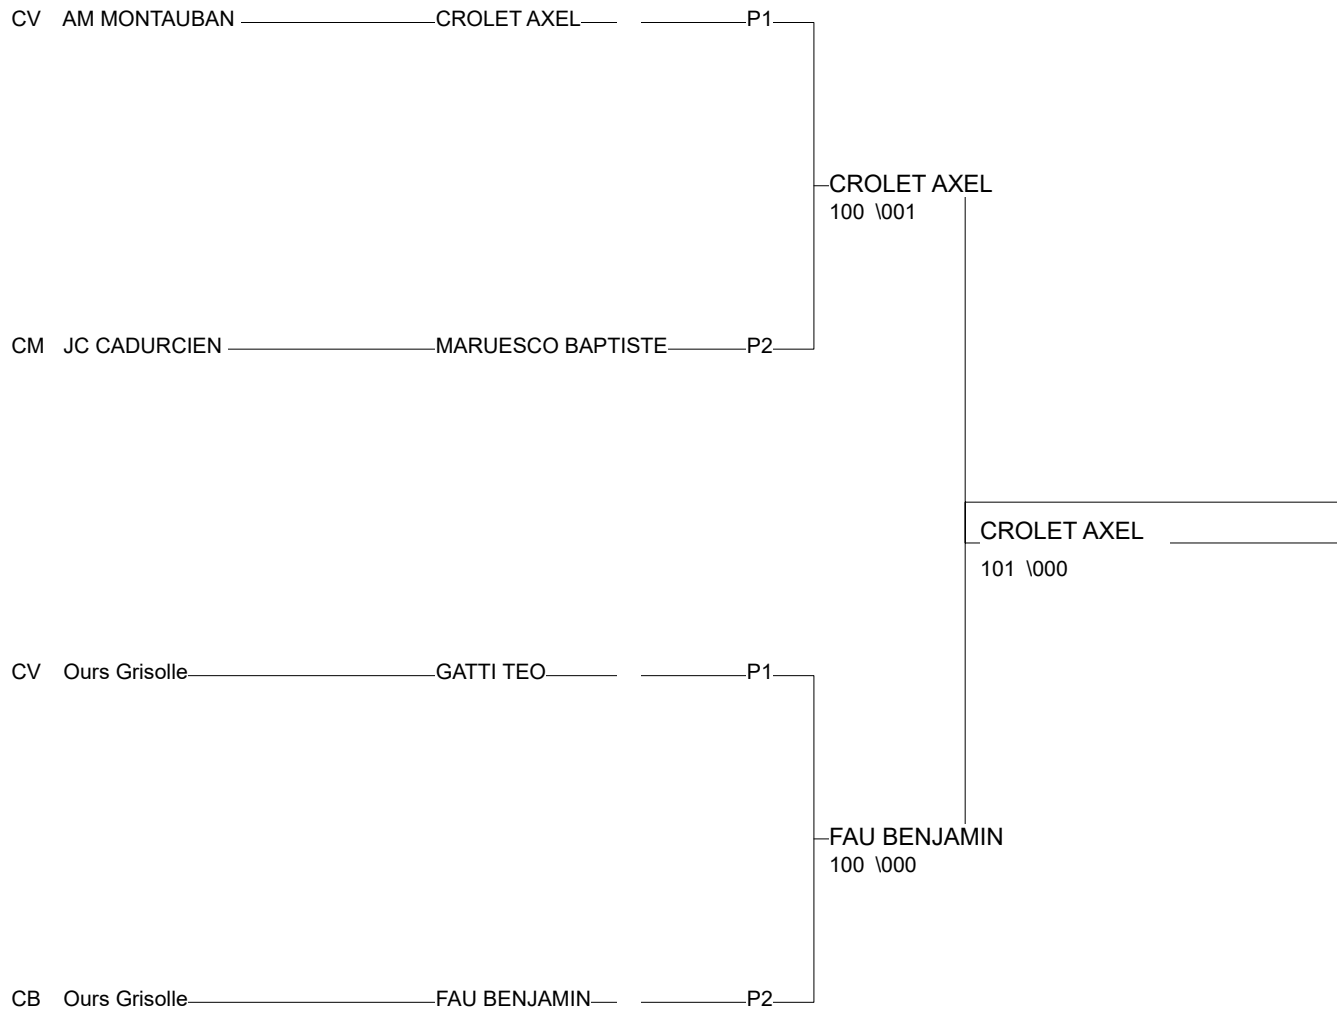 CV AM MONTAUBAN CROLET AXEL P1
CROLET AXEL
100 \001
CM JC CADURCIEN MARUESCO BAPTISTE P2
CROLET AXEL
101 \000
CV Ours Grisolle GATTI TEO P1
FAU BENJAMIN
100 \000
CB Ours Grisolle FAU BENJAMIN P2